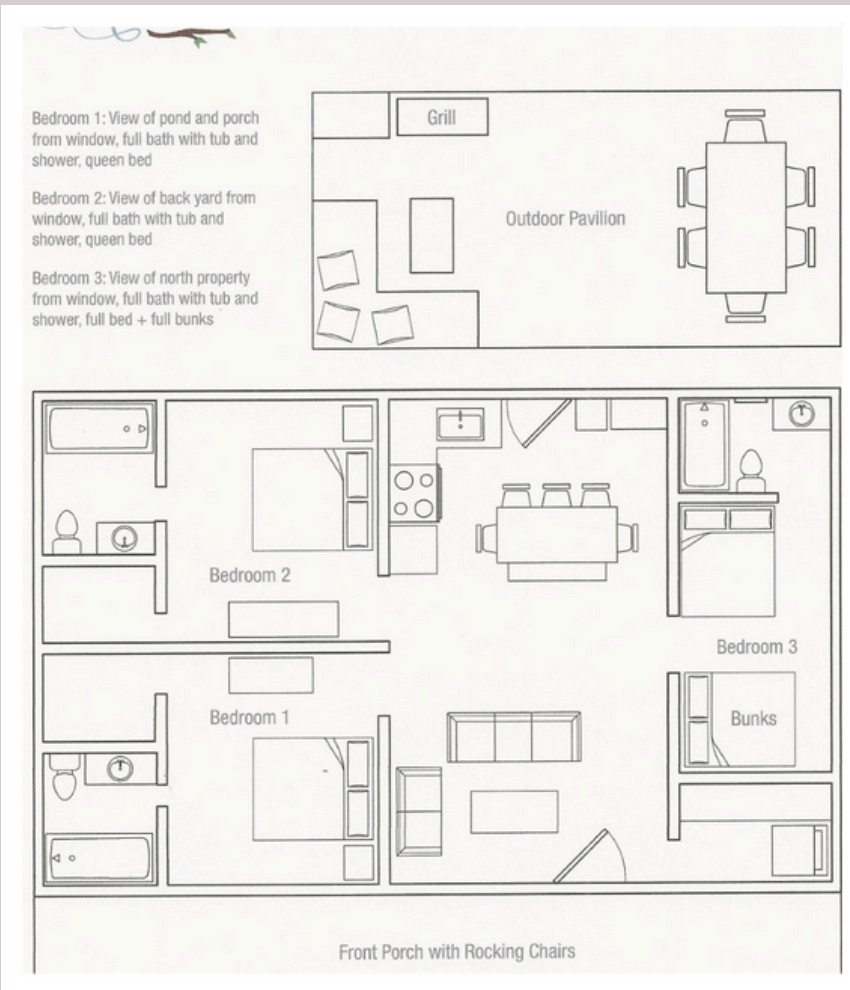 Bedroom 1: View of pond and porch
from window, full bath with tub and
shower, queen bed
Bedroom 2: View of back yard from
window, full bath with tub and
shower, queen bed
Bedroom 3: View of north property
from window, full bath with tub and
shower, full bed + full bunks
Grill
Outdoor Pavilion
Bedroom 2
Bedroom 3
Bedroom 1
Bunks
Front Porch with Rocking Chairs